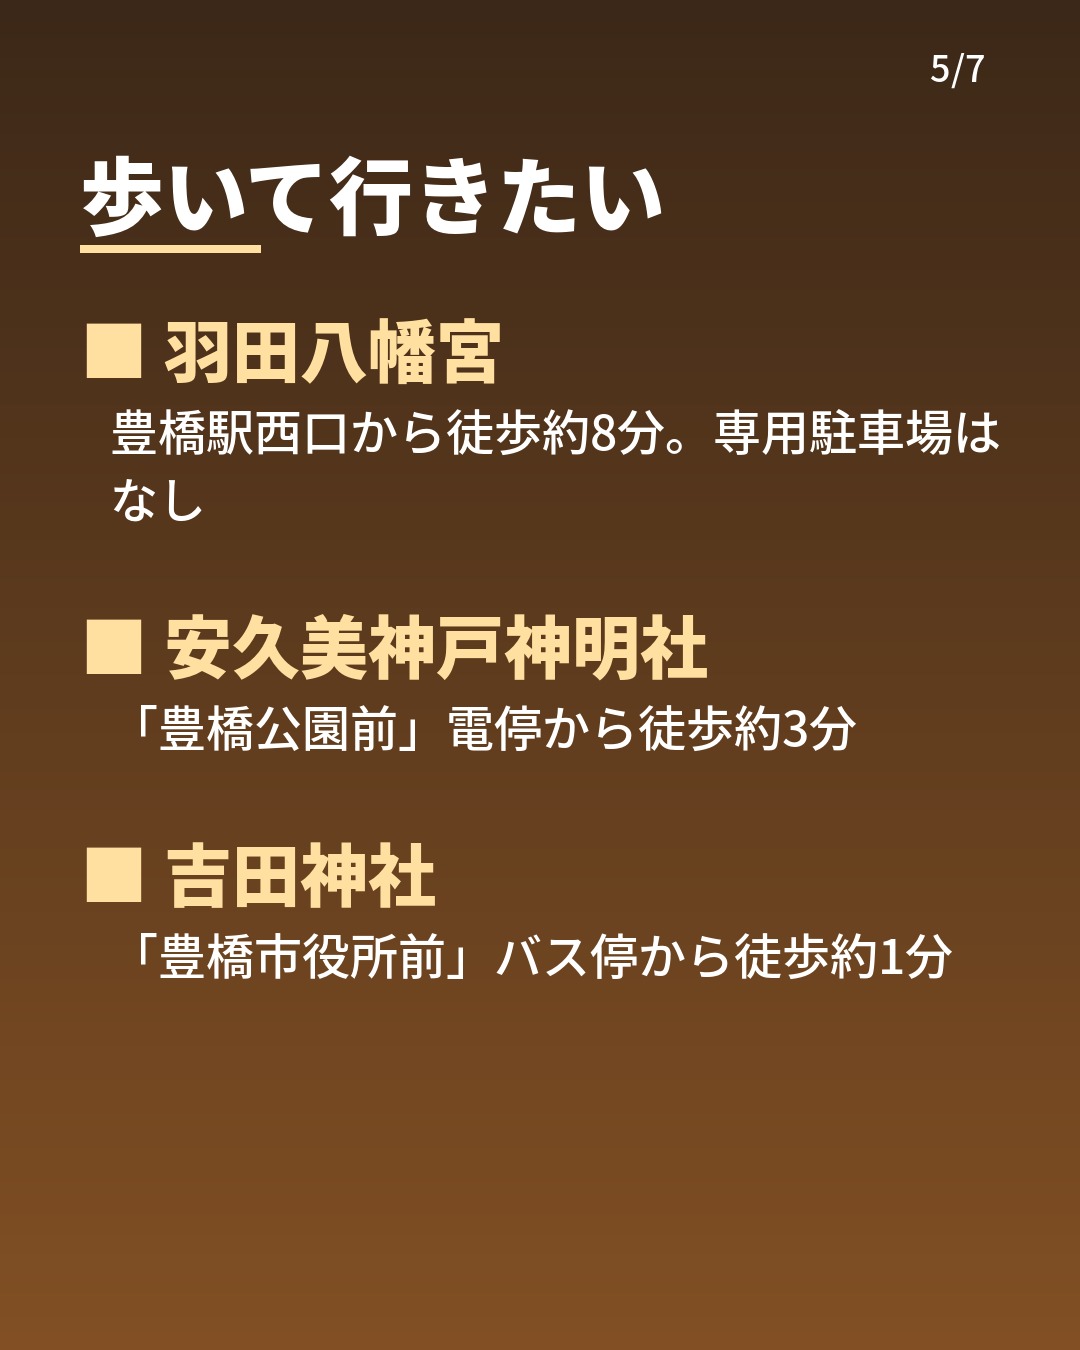 5/7
歩いて行きたい
■ 羽田八幡宮
豊橋駅西口から徒歩約8分。専用駐車場は
なし
■ 安久美神戸神明社
「豊橋公園前」電停から徒歩約3分
■ 吉田神社
「豊橋市役所前」バス停から徒歩約1分